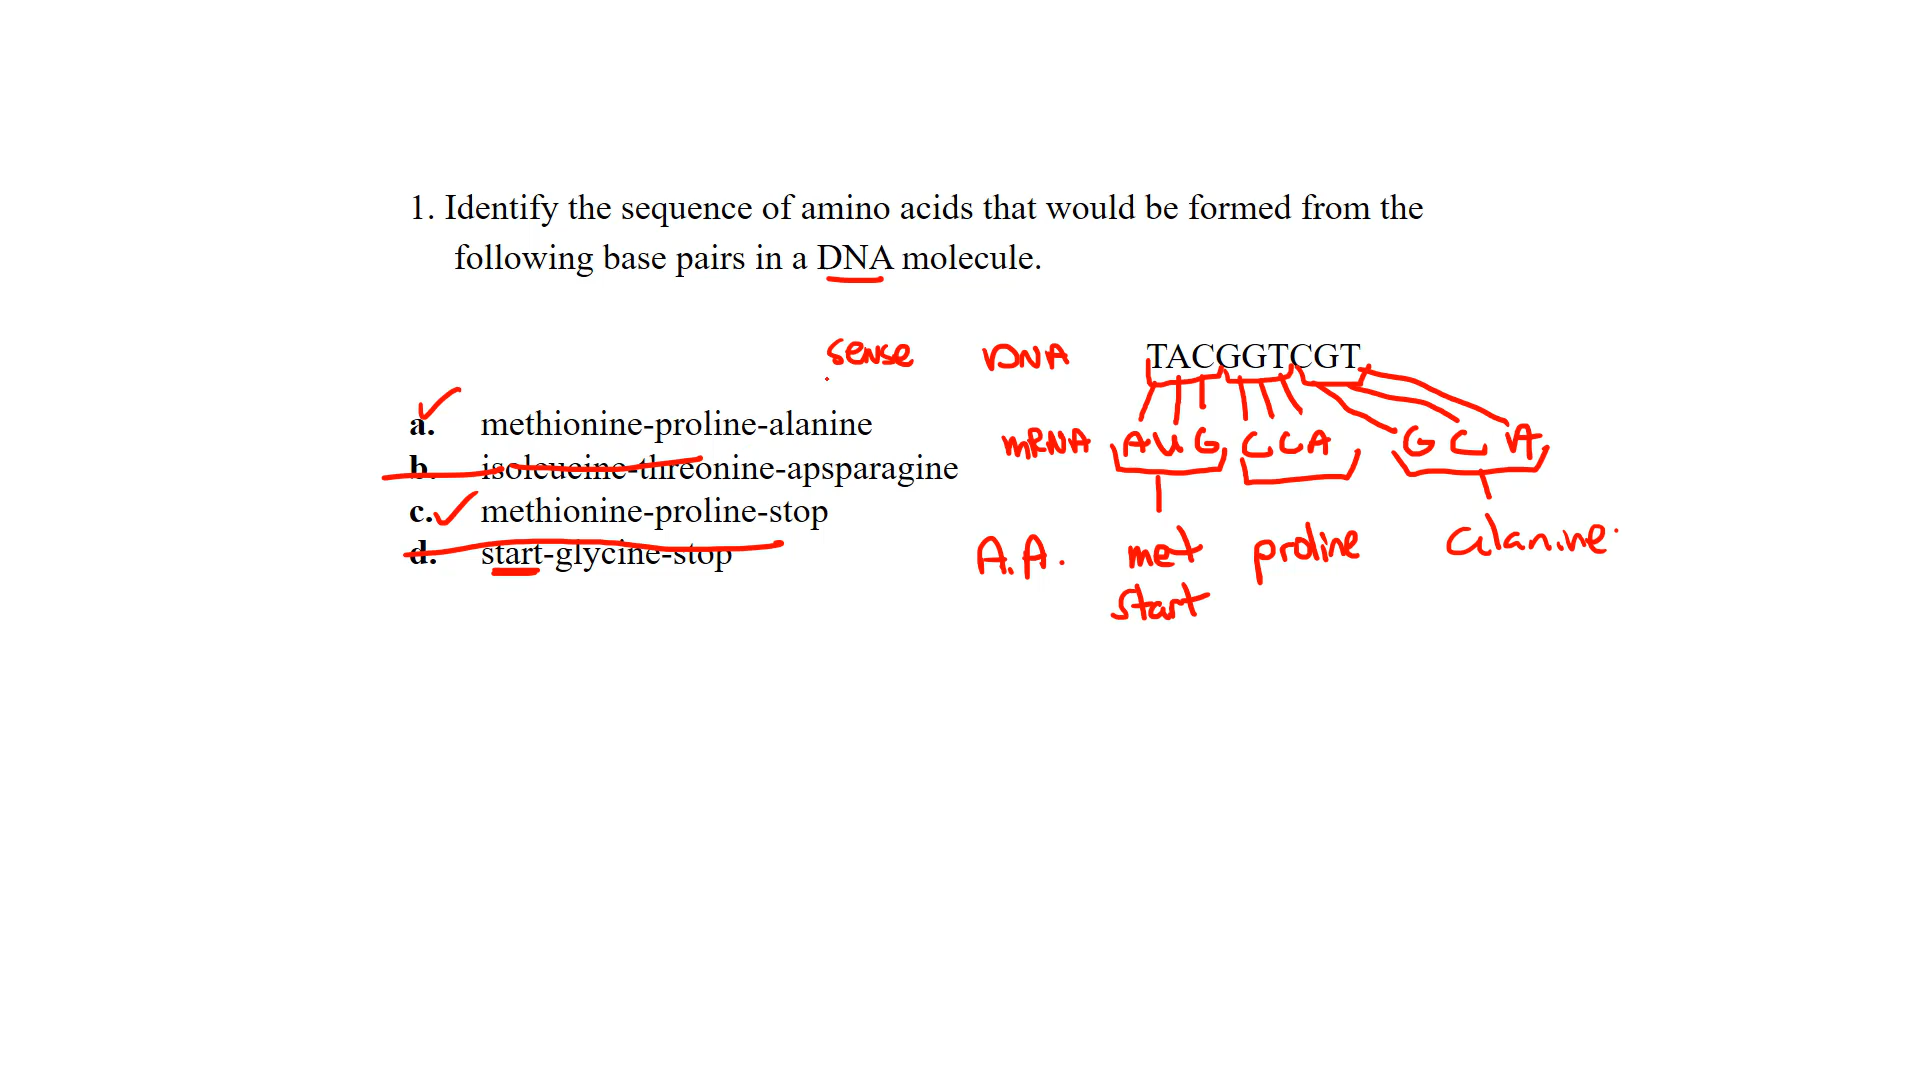 1. Identify the sequence of amino acids that would be formed from the
following base pairs in a DNA molecule.
sense DNA TACGGTCGT
a. methionine-proline-alanine
mRNA AUG CCA GCA
b. isoleucine-threonine-apsparagine
c. methionine-proline-stop
d. start-glycine-stop
A.A. met proline alanine
start